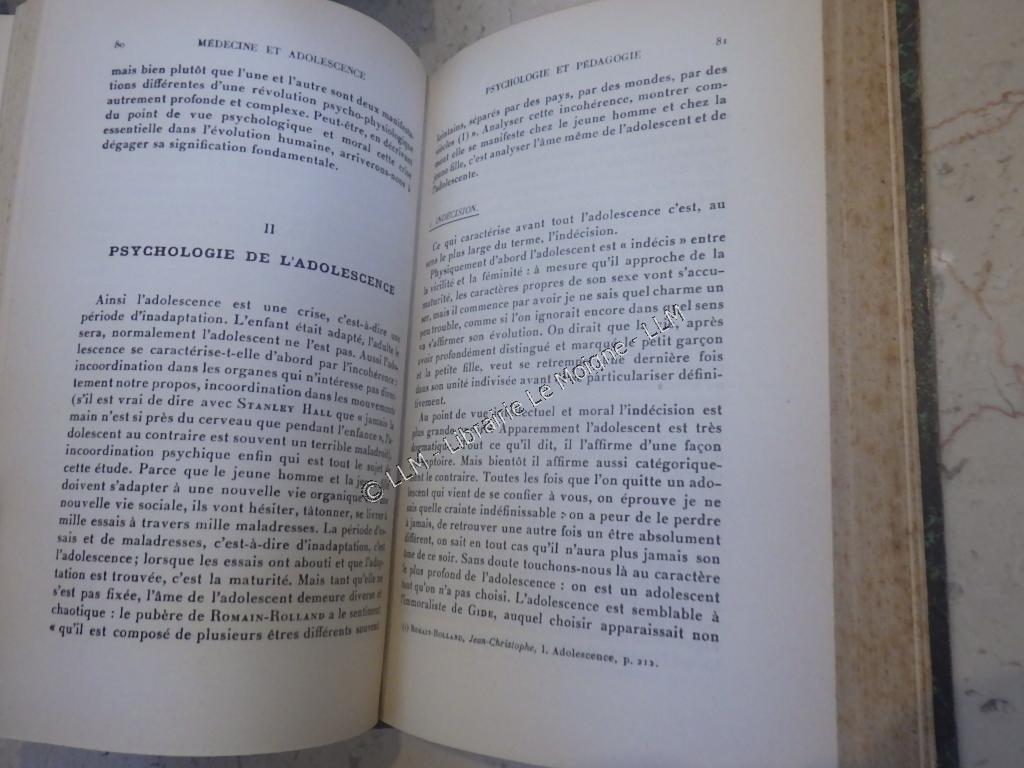 80 MÉDECINE ET ADOLESCENCE
mais bien plutôt que l'une et l'autre sont deux manifesta-
tions différentes d'une révolution psycho-physiologique
autrement profonde et complexe. Peut-être, en décrivant
du point de vue psychologique et moral cette crise
essentielle dans l'évolution humaine, arriverons-nous à
dégager sa signification fondamentale.
II
PSYCHOLOGIE DE L'ADOLESCENCE
Ainsi l'adolescence est une crise, c'est-à-dire une
période d'inadaptation. L'enfant était adapté, l'adulte le
sera, normalement l'adolescent ne l'est pas. Aussi l'ado-
lescence se caractérise-t-elle d'abord par l'incohérence :
incoordination dans les organes qui n'intéresse pas direc-
tement notre propos, incoordination dans les mouvements
(s'il est vrai de dire avec STANLEY HALL que « jamais la
main n'est si près du cerveau que pendant l'enfance », l'a-
dolescent au contraire est souvent un terrible maladroit),
incoordination psychique enfin qui est tout le sujet de
cette étude. Parce que le jeune homme et la jeune
doivent s'adapter à une nouvelle vie organique une
nouvelle vie sociale, ils vont hésiter, tâtonner, se livrer à
mille essais à travers mille maladresses. La période d'es-
sais et de maladresses, c'est-à-dire d'inadaptation, c'est
l'adolescence ; lorsque les essais ont abouti et que l'adap-
tation est trouvée, c'est la maturité. Mais tant qu'elle ne
s'est pas fixée, l'âme de l'adolescent demeure diverse et
chaotique : le pubère de ROMAIN-ROLLAND a le sentiment
« qu'il est composé de plusieurs êtres différents souvent
PSYCHOLOGIE ET PÉDAGOGIE 81
lointains, séparés par des pays, par des mondes, par des
siècles (1) ». Analyser cette incohérence, montrer com-
ment elle se manifeste chez le jeune homme et chez la
jeune fille, c'est analyser l'âme même de l'adolescent et de
l'adolescente.
INDÉCISION.
Ce qui caractérise avant tout l'adolescence c'est, au
sens le plus large du terme, l'indécision.
Physiquement d'abord l'adolescent est « indécis » entre
la virilité et la féminité : à mesure qu'il approche de la
maturité, les caractères propres de son sexe vont s'accu-
ser, mais il commence par avoir je ne sais quel charme un
peu trouble, comme si l'on ignorait encore dans quel sens
va s'affirmer son évolution. On dirait que la après
avoir profondément distingué et marqué le petit garçon
et la petite fille, veut se retremper une dernière fois
dans son unité indivisée avant de particulariser défini-
tivement.
Au point de vue intellectuel et moral l'indécision est
plus grande Apparemment l'adolescent est très
dogmatique Tout ce qu'il dit, il l'affirme d'une façon
péremptoire. Mais bientôt il affirme aussi catégorique-
ment le contraire. Toutes les fois que l'on quitte un ado-
lescent qui vient de se confier à vous, on éprouve je ne
sais quelle crainte indéfinissable : on a peur de le perdre
à jamais, de retrouver une autre fois un être absolument
différent, on sait en tout cas qu'il n'aura plus jamais son
âme de ce soir. Sans doute touchons-nous là au caractère
le plus profond de l'adolescence : on est un adolescent
tant qu'on n'a pas choisi. L'adolescence est semblable à
l'immoraliste de GIDE, auquel choisir apparaissait non
(1) ROMAIN-ROLLAND, Jean-Christophe, I. Adolescence, p. 212.
© LLM - Librairie Le Moigne - LLM